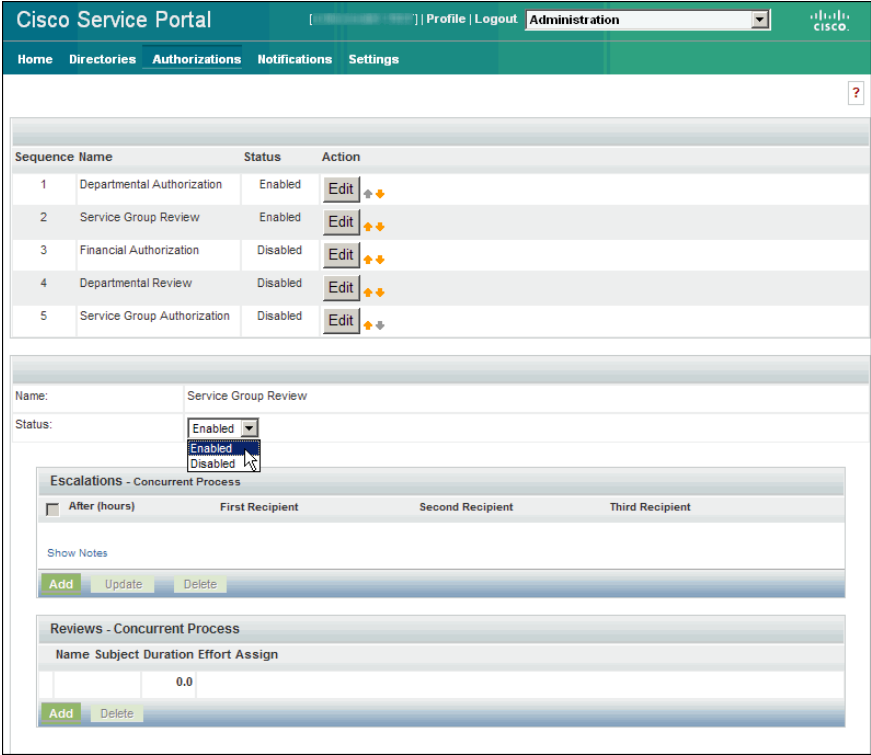 Cisco Service Portal [ ] | Profile | Logout Administration
CISCO.
Home Directories Authorizations Notifications Settings
?
Sequence Name Status Action
1 Departmental Authorization Enabled Edit
2 Service Group Review Enabled Edit
3 Financial Authorization Disabled Edit
4 Departmental Review Disabled Edit
5 Service Group Authorization Disabled Edit
Name: Service Group Review
Status: Enabled
Enabled
Disabled
Escalations - Concurrent Process
After (hours) First Recipient Second Recipient Third Recipient
Show Notes
Add Update Delete
Reviews - Concurrent Process
Name Subject Duration Effort Assign
0.0
Add Delete